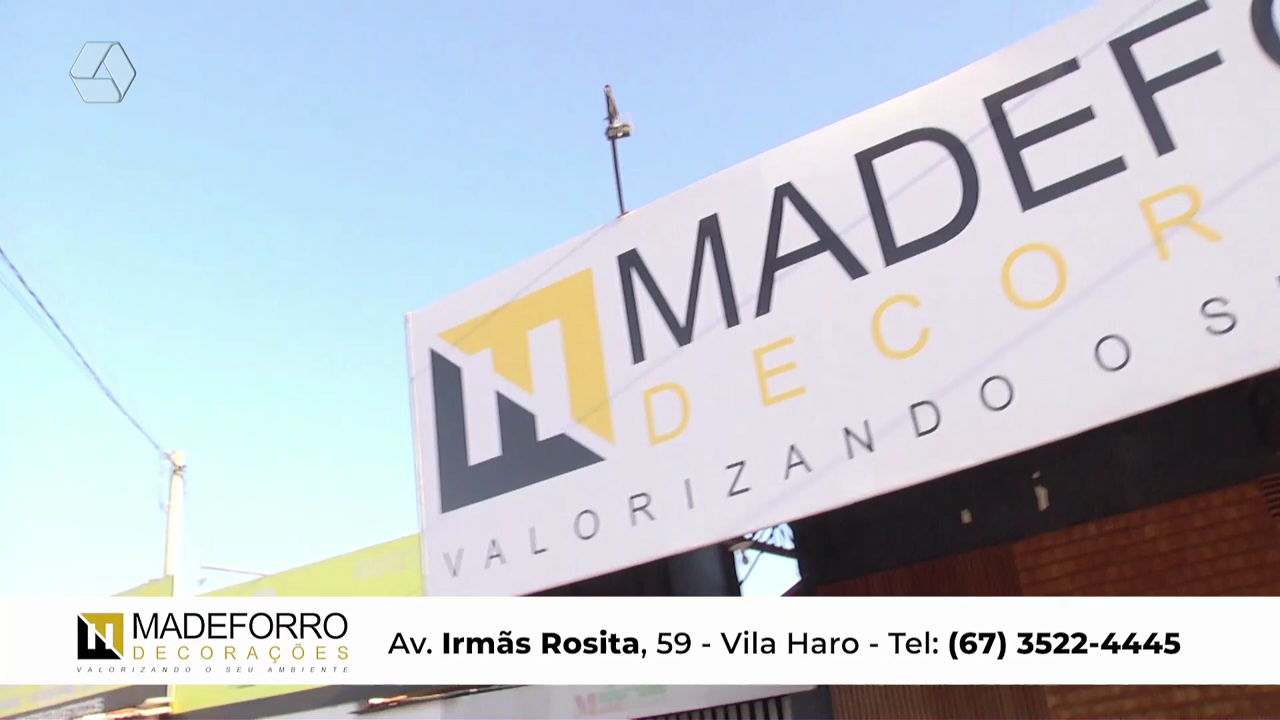 MADEFO
DECOR
VALORIZANDO O S
MADEFORRO
DECORAÇÕES
VALORIZANDO O SEU AMBIENTE
Av. Irmãs Rosita, 59 - Vila Haro - Tel: (67) 3522-4445